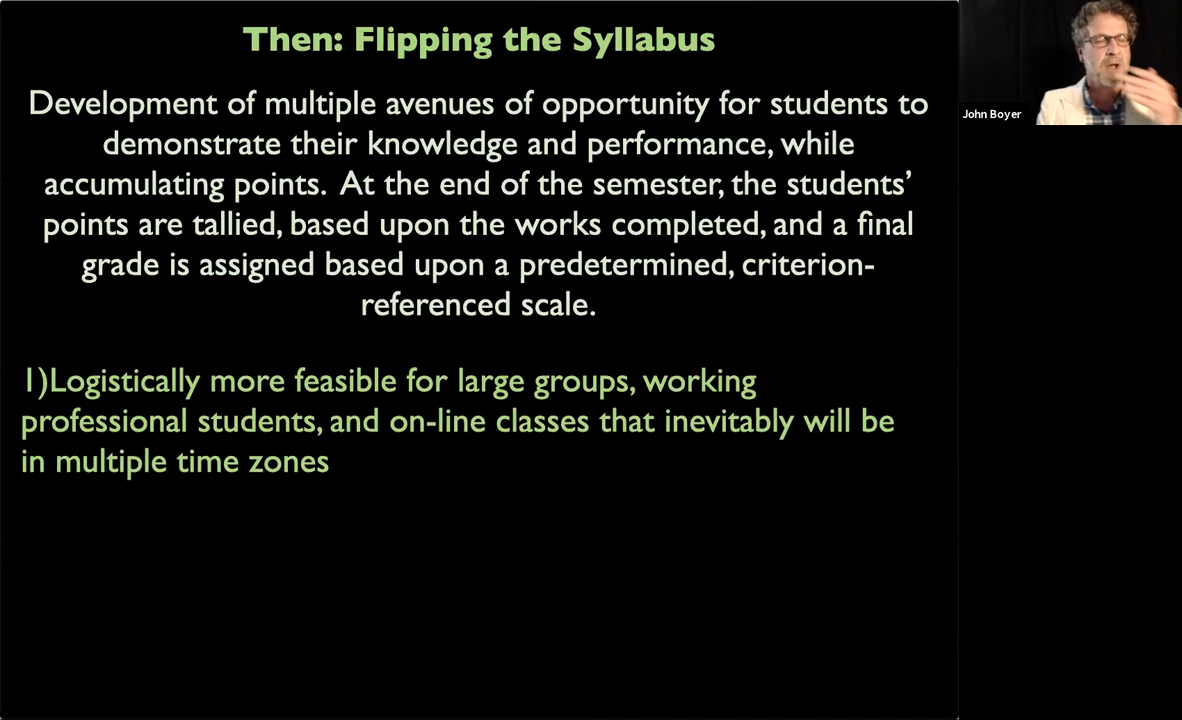 Then: Flipping the Syllabus
Development of multiple avenues of opportunity for students to
demonstrate their knowledge and performance, while
accumulating points.  At the end of the semester, the students’
points are tallied, based upon the works completed, and a final
grade is assigned based upon a predetermined, criterion-
referenced scale.
1)Logistically more feasible for large groups, working
professional students, and on-line classes that inevitably will be
in multiple time zones
John Boyer